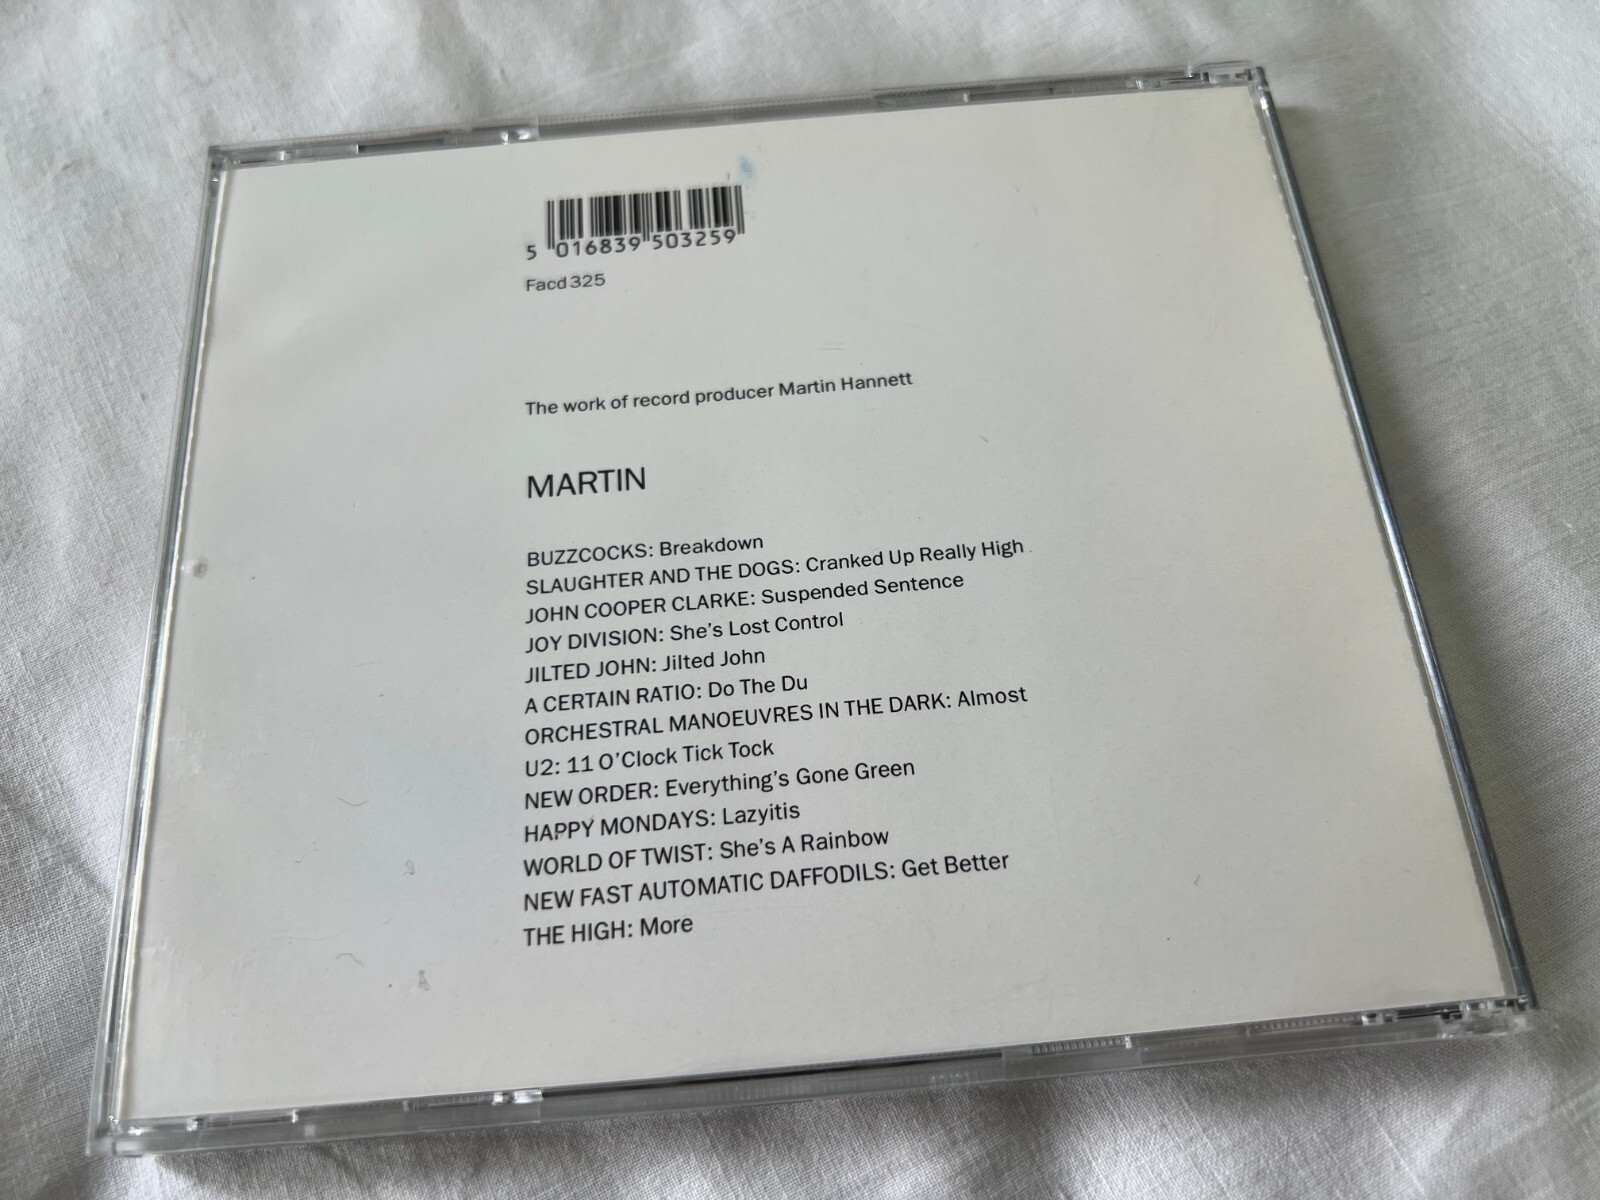 5 016839 503259
Facd 325
The work of record producer Martin Hannett
MARTIN
BUZZCOCKS: Breakdown
SLAUGHTER AND THE DOGS: Cranked Up Really High
JOHN COOPER CLARKE: Suspended Sentence
JOY DIVISION: She's Lost Control
JILTED JOHN: Jilted John
A CERTAIN RATIO: Do The Du
ORCHESTRAL MANOEUVRES IN THE DARK: Almost
U2: 11 O'Clock Tick Tock
NEW ORDER: Everything's Gone Green
HAPPY MONDAYS: Lazyitis
WORLD OF TWIST: She's A Rainbow
NEW FAST AUTOMATIC DAFFODILS: Get Better
THE HIGH: More